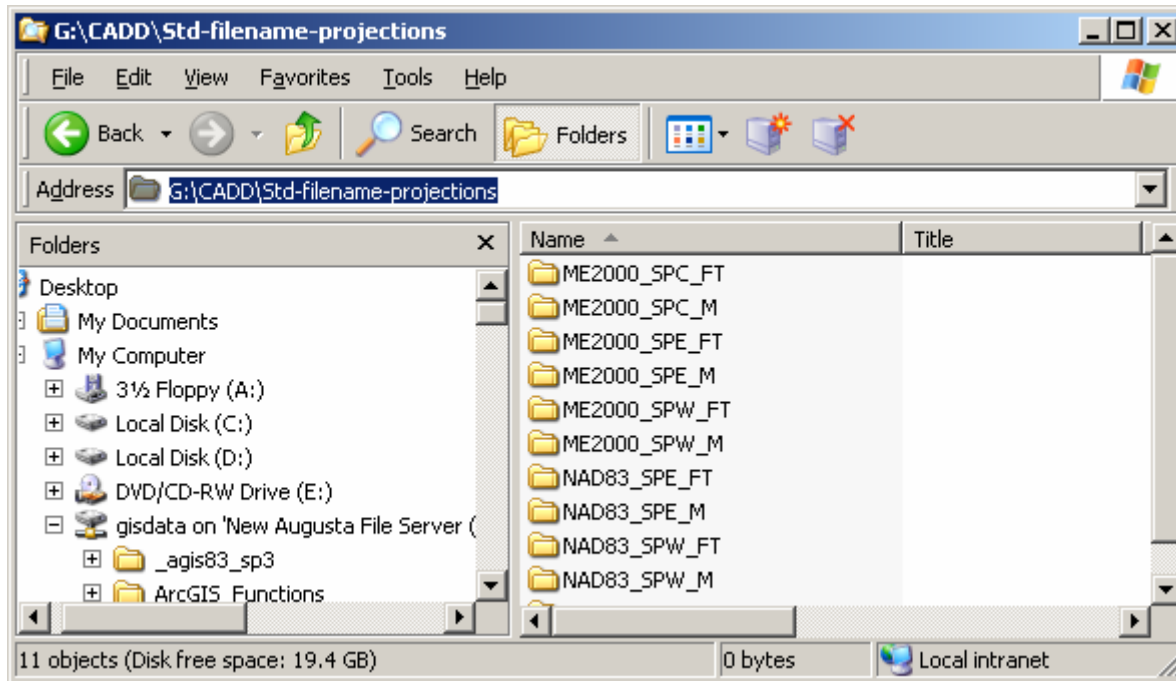 G:\CADD\Std-filename-projections
File Edit View Favorites Tools Help
Back Search Folders
Address G:\CADD\Std-filename-projections
Folders
Desktop
My Documents
My Computer
3½ Floppy (A:)
Local Disk (C:)
Local Disk (D:)
DVD/CD-RW Drive (E:)
gisdata on 'New Augusta File Server (
_agis83_sp3
ArcGIS_Functions
Name Title
ME2000_SPC_FT
ME2000_SPC_M
ME2000_SPE_FT
ME2000_SPE_M
ME2000_SPW_FT
ME2000_SPW_M
NAD83_SPE_FT
NAD83_SPE_M
NAD83_SPW_FT
NAD83_SPW_M
11 objects (Disk free space: 19.4 GB) 0 bytes Local intranet